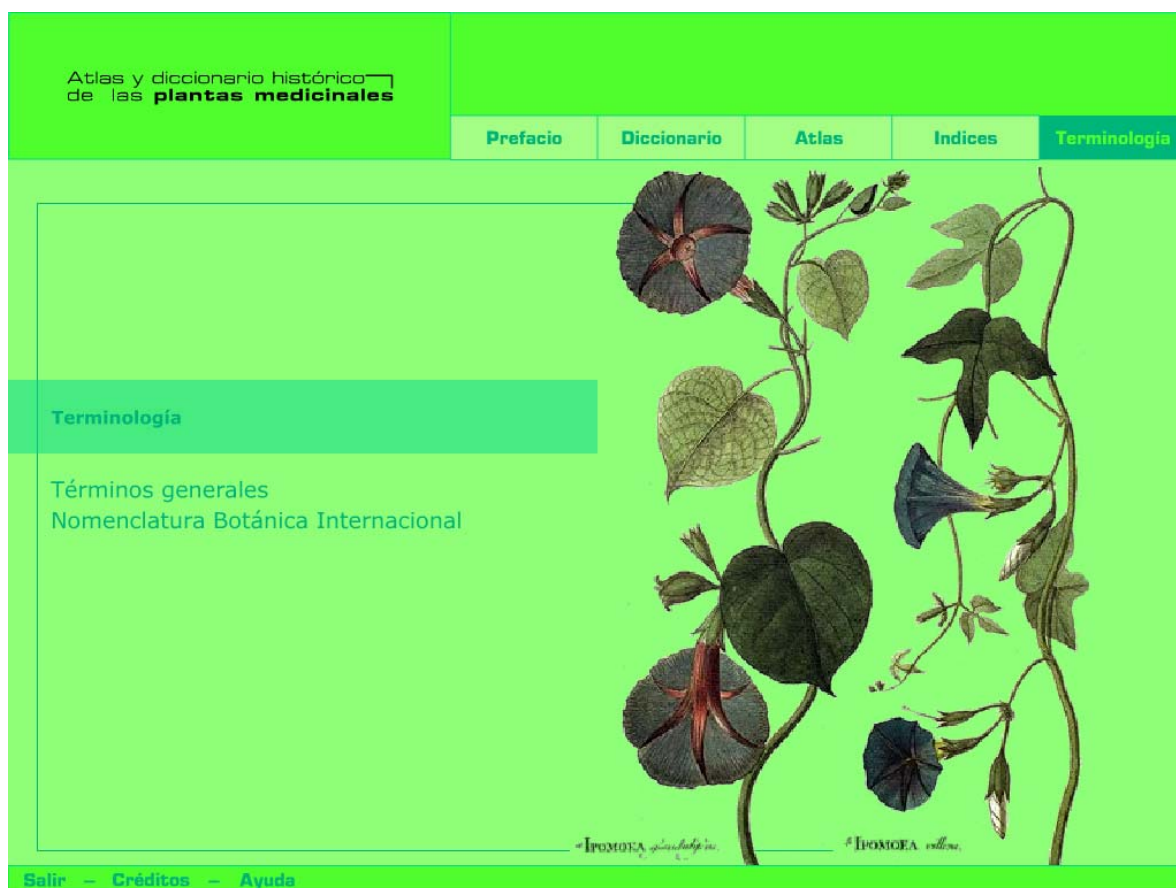 Atlas y diccionario histórico
de las plantas medicinales
Prefacio
Diccionario
Atlas
Indices
Terminología
Terminología
Términos generales
Nomenclatura Botánica Internacional
IPOMOEA
IPOMOEA villosa.
Salir – Créditos – Ayuda